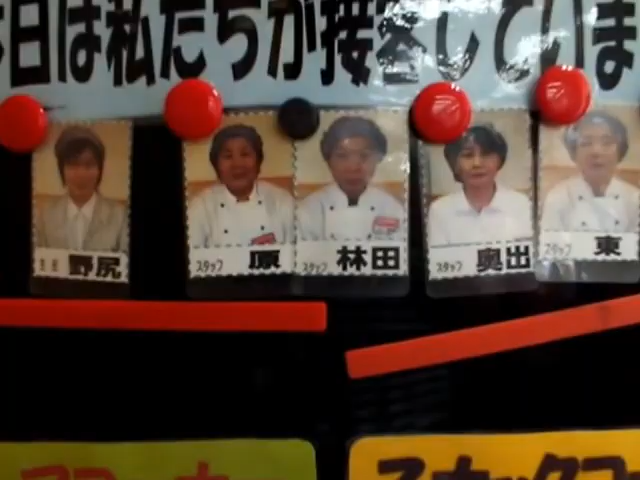 本日は私たちが接客していま
野尻
スタッフ 原
スタッフ 林田
スタッフ 奥出
スタッフ 東